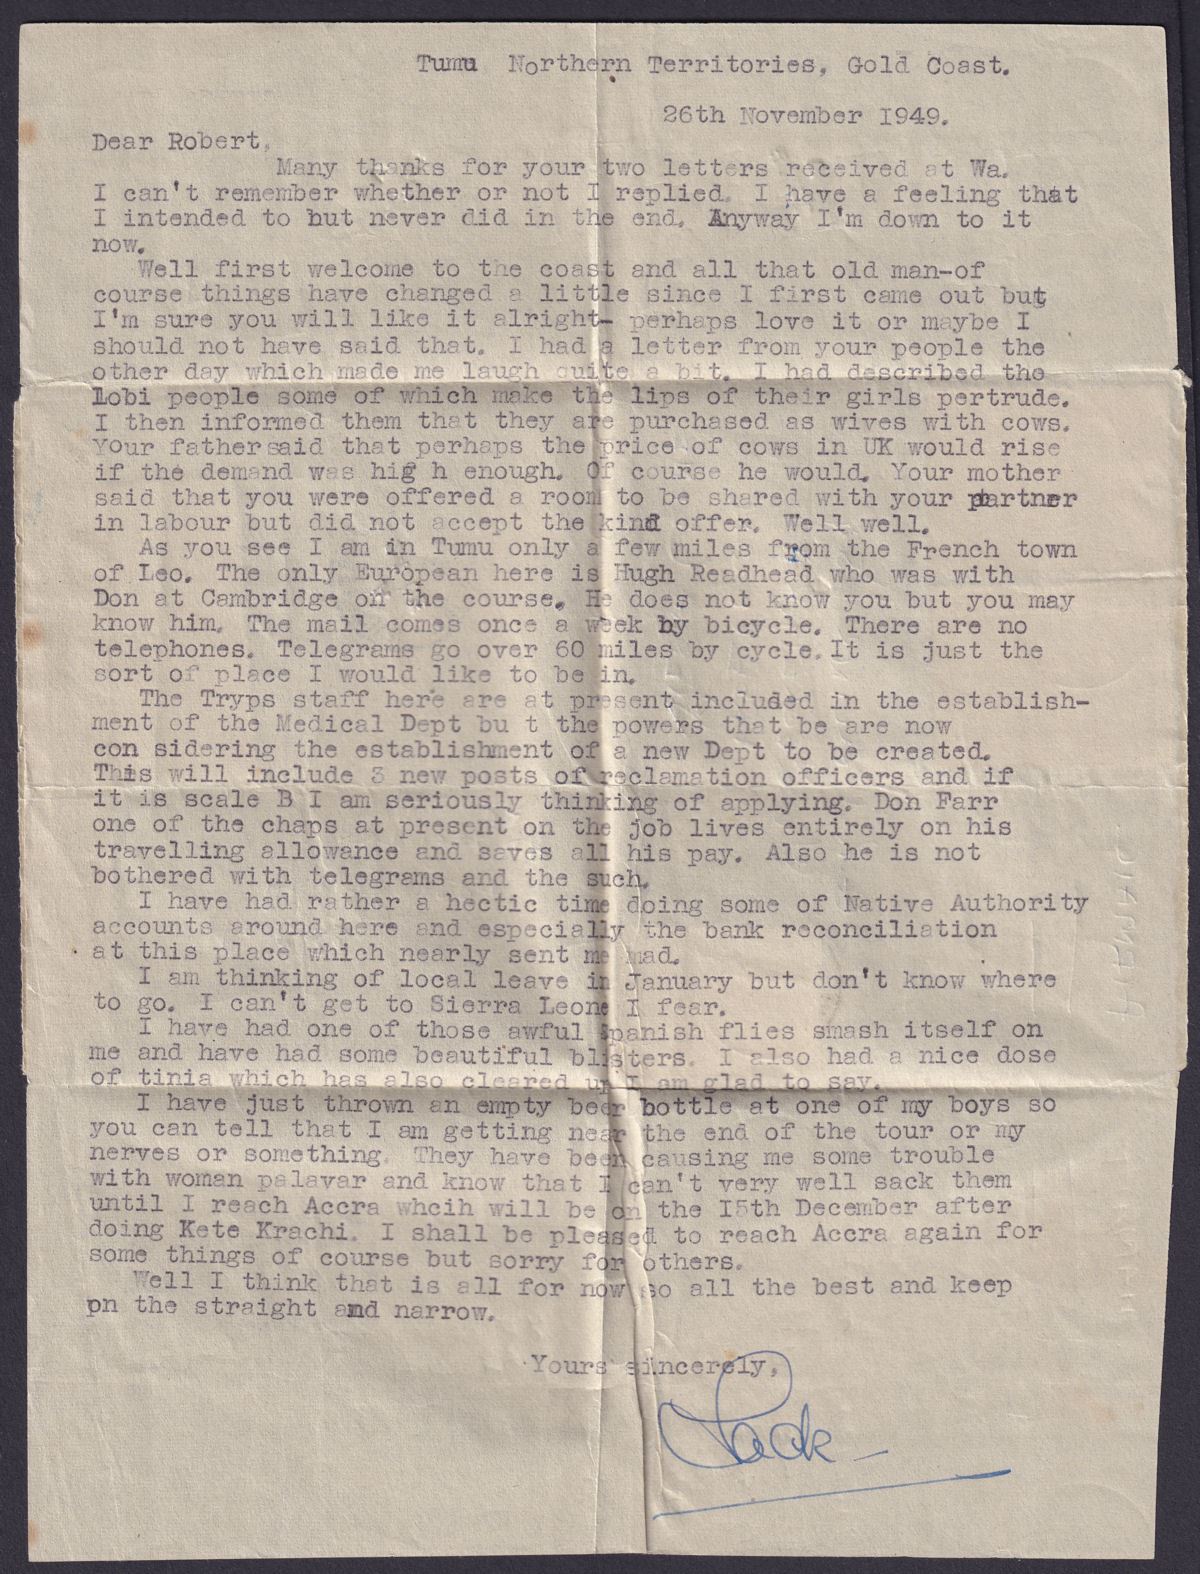 Tumu Northern Territories, Gold Coast.
26th November 1949.
Dear Robert,
Many thanks for your two letters received at Wa.
I can't remember whether or not I replied. I have a feeling that
I intended to but never did in the end. Anyway I'm down to it
now.
Well first welcome to the coast and all that old man-of
course things have changed a little since I first came out but
I'm sure you will like it alright- perhaps love it or maybe I
should not have said that. I had a letter from your people the
other day which made me laugh quite a bit. I had described the
Lobi people some of which make the lips of their girls pertrude.
I then informed them that they are purchased as wives with cows.
Your father said that perhaps the price of cows in UK would rise
if the demand was hig h enough. Of course he would. Your mother
said that you were offered a room to be shared with your partner
in labour but did not accept the kind offer. Well well.
As you see I am in Tumu only a few miles from the French town
of Leo. The only European here is Hugh Readhead who was with
Don at Cambridge on the course. He does not know you but you may
know him. The mail comes once a week by bicycle. There are no
telephones. Telegrams go over 60 miles by cycle. It is just the
sort of place I would like to be in.
The Tryps staff here are at present included in the establish-
ment of the Medical Dept bu t the powers that be are now
con sidering the establishment of a new Dept to be created.
This will include 3 new posts of reclamation officers and if
it is scale B I am seriously thinking of applying. Don Farr
one of the chaps at present on the job lives entirely on his
travelling allowance and saves all his pay. Also he is not
bothered with telegrams and the such.
I have had rather a hectic time doing some of Native Authority
accounts around here and especially the bank reconciliation
at this place which nearly sent me mad.
I am thinking of local leave in January but don't know where
to go. I can't get to Sierra Leone I fear.
I have had one of those awful Spanish flies smash itself on
me and have had some beautiful blisters. I also had a nice dose
of tinia which has also cleared up I am glad to say.
I have just thrown an empty beer bottle at one of my boys so
you can tell that I am getting near the end of the tour or my
nerves or something. They have been causing me some trouble
with woman palavar and know that I can't very well sack them
until I reach Accra whcih will be on the 15th December after
doing Kete Krachi. I shall be pleased to reach Accra again for
some things of course but sorry for others.
Well I think that is all for now so all the best and keep
on the straight and narrow.
Yours sincerely,
Jack